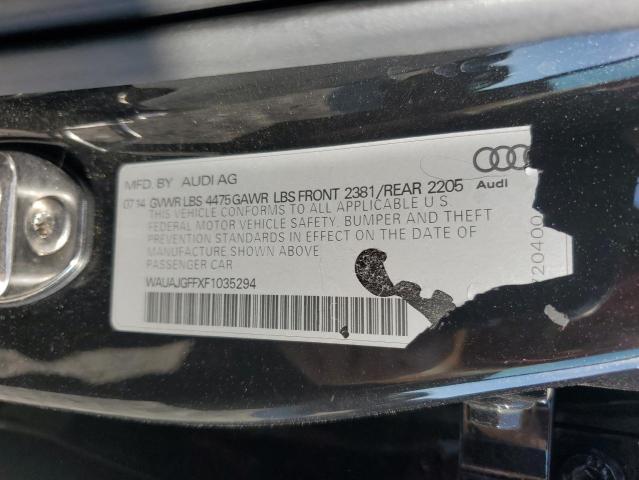 MFD. BY AUDI AG
07 14 GVWR LBS 4475 GAWR LBS FRONT 2381/REAR 2205
Audi
THIS VEHICLE CONFORMS TO ALL APPLICABLE U.S.
FEDERAL MOTOR VEHICLE SAFETY, BUMPER AND THEFT
PREVENTION STANDARDS IN EFFECT ON THE DATE OF
MANUFACTURE SHOWN ABOVE
PASSENGER CAR
WAUAJGFFXF1035294